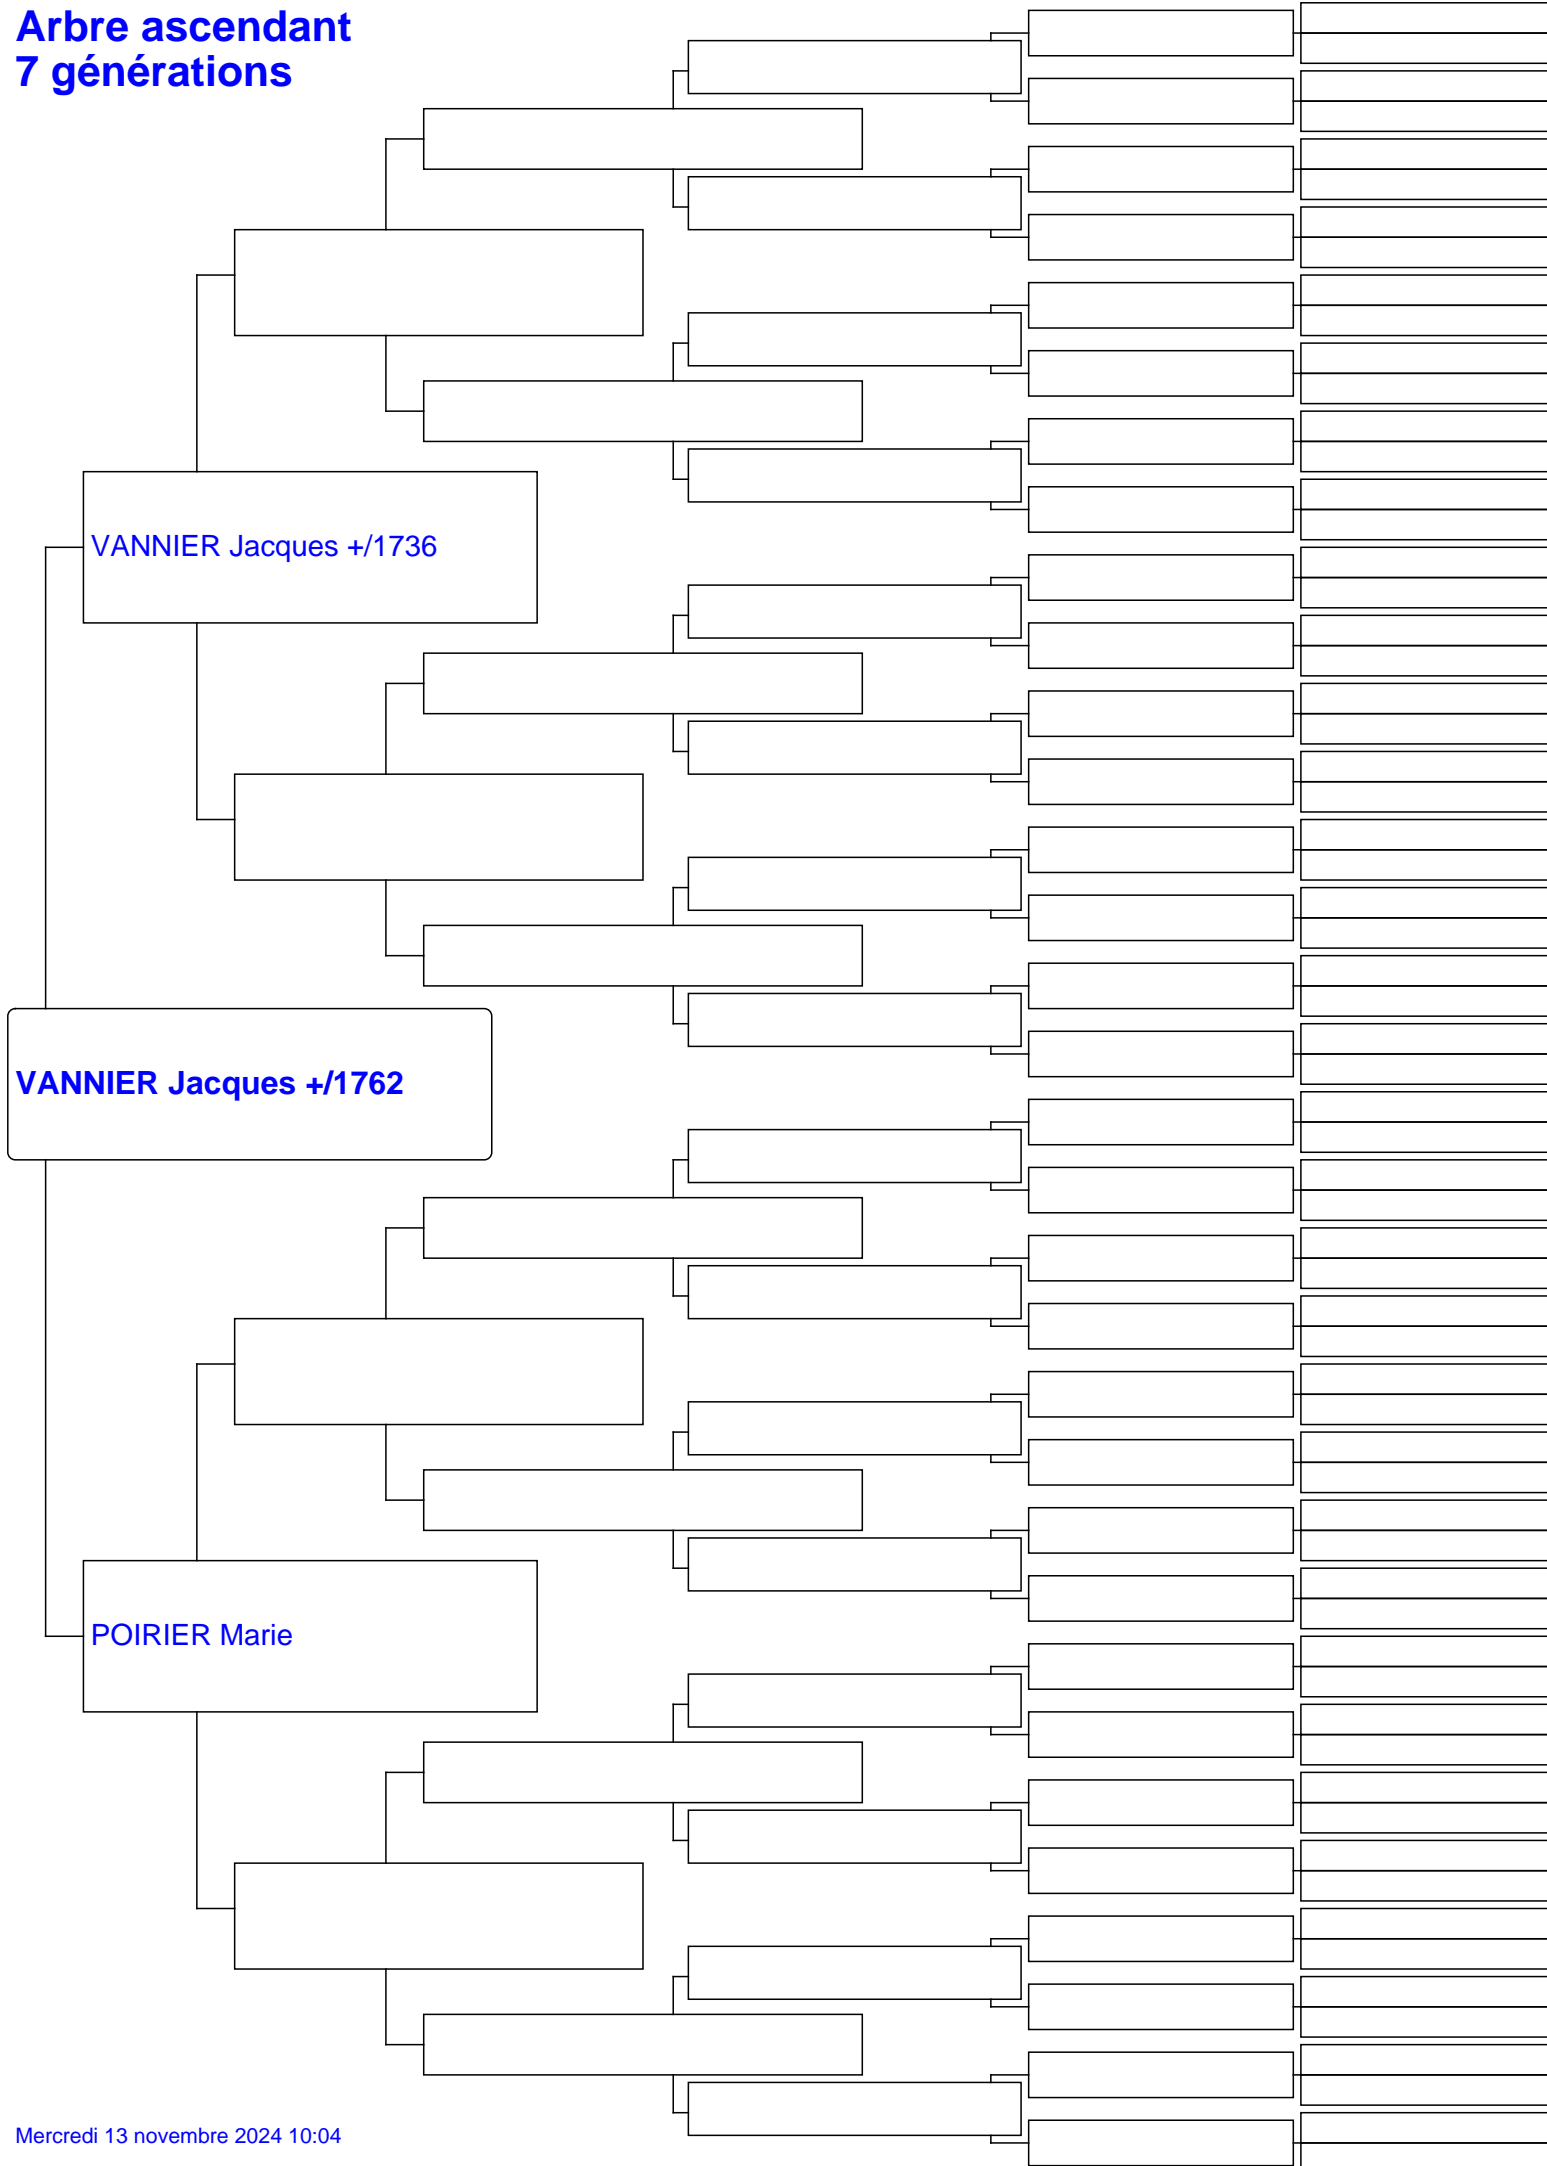 Arbre ascendant
7 générations
VANNIER Jacques +/1736
VANNIER Jacques +/1762
POIRIER Marie
Mercredi 13 novembre 2024 10:04